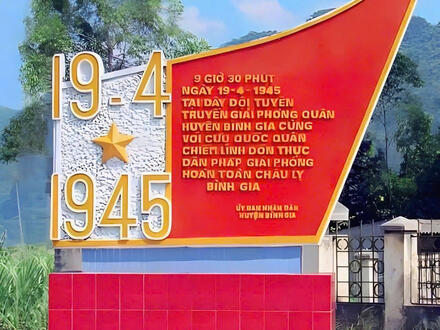 19-4
1945
9 GIỜ 30 PHÚT
NGÀY 19-4-1945
TẠI ĐÂY ĐỘI TUYÊN
TRUYỀN GIẢI PHÓNG QUÂN
HUYỆN BÌNH GIA CÙNG
VỚI CỨU QUỐC QUÂN
CHIẾM LĨNH ĐỒN THỰC
DÂN PHÁP GIẢI PHÓNG
HOÀN TOÀN CHÂU LỴ
BÌNH GIA
ỦY BAN NHÂN DÂN
HUYỆN BÌNH GIA